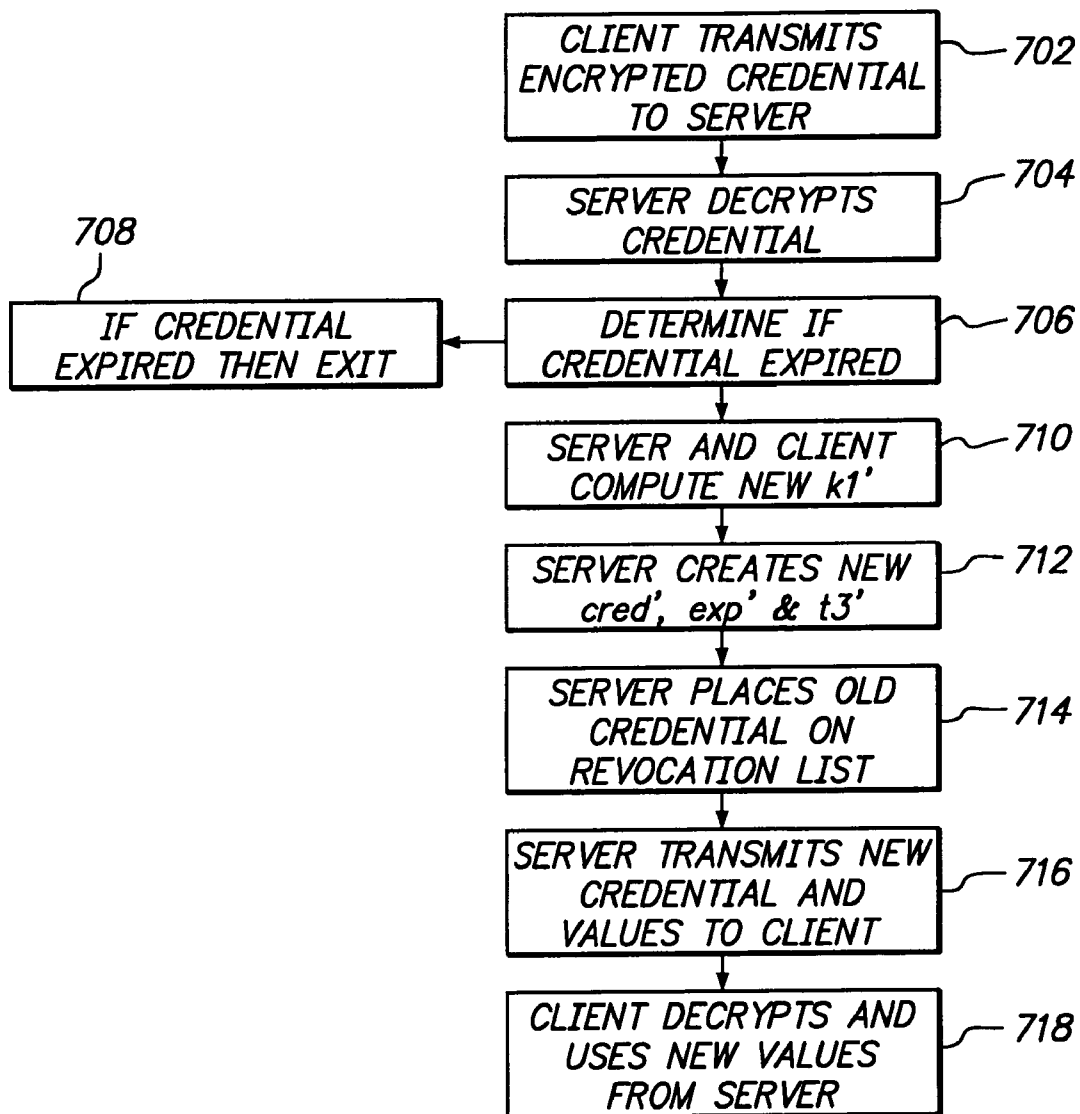 CLIENT TRANSMITS
ENCRYPTED CREDENTIAL
TO SERVER
702
SERVER DECRYPTS
CREDENTIAL
704
708
IF CREDENTIAL
EXPIRED THEN EXIT
DETERMINE IF
CREDENTIAL EXPIRED
706
SERVER AND CLIENT
COMPUTE NEW k1'
710
SERVER CREATES NEW
cred', exp' & t3'
712
SERVER PLACES OLD
CREDENTIAL ON
REVOCATION LIST
714
SERVER TRANSMITS NEW
CREDENTIAL AND
VALUES TO CLIENT
716
CLIENT DECRYPTS AND
USES NEW VALUES
FROM SERVER
718